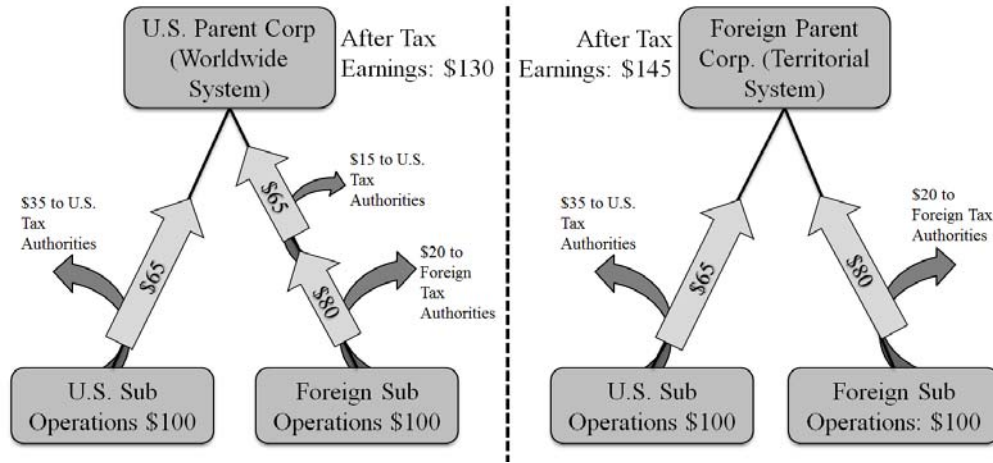 U.S. Parent Corp
(Worldwide
System)
After Tax
Earnings: $130
$35 to U.S.
Tax
Authorities
$65
$65
$15 to U.S.
Tax
Authorities
$80
$20 to
Foreign
Tax
Authorities
U.S. Sub
Operations $100
Foreign Sub
Operations $100
After Tax
Earnings: $145
Foreign Parent
Corp. (Territorial
System)
$35 to U.S.
Tax
Authorities
$65
$80
$20 to
Foreign Tax
Authorities
U.S. Sub
Operations $100
Foreign Sub
Operations: $100